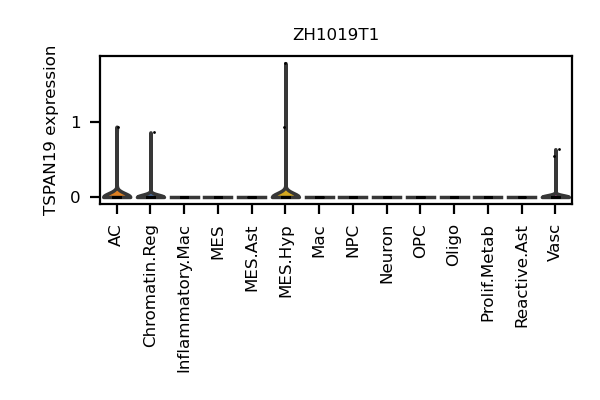 ZH1019T1
TSPAN19 expression
1
0
AC
Chromatin.Reg
Inflammatory.Mac
MES
MES.Ast
MES.Hyp
Mac
NPC
Neuron
OPC
Oligo
Prolif.Metab
Reactive.Ast
Vasc